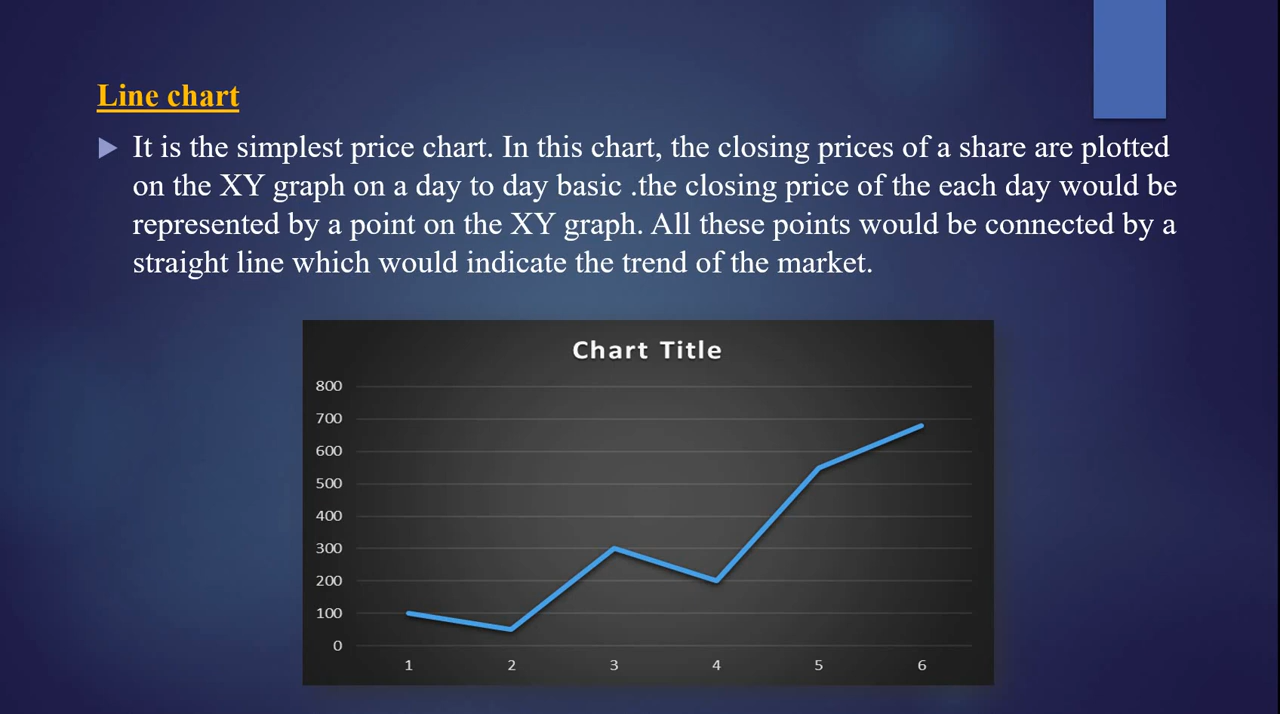 Line chart
It is the simplest price chart. In this chart, the closing prices of a share are plotted
on the XY graph on a day to day basic .the closing price of the each day would be
represented by a point on the XY graph. All these points would be connected by a
straight line which would indicate the trend of the market.
Chart Title
800
700
600
500
400
300
200
100
0
1 2 3 4 5 6